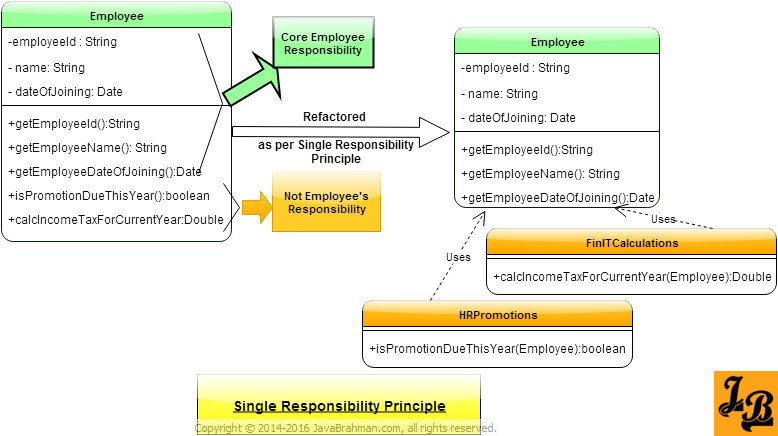 Employee
-employeeId : String
- name: String
- dateOfJoining: Date
+getEmployeeId():String
+getEmployeeName(): String
+getEmployeeDateOfJoining():Date
+isPromotionDueThisYear():boolean
+calcIncomeTaxForCurrentYear:Double
Core Employee
Responsibility
Refactored
as per Single Responsibility
Principle
Not Employee's
Responsibility
Employee
-employeeId : String
- name: String
- dateOfJoining: Date
+getEmployeeId():String
+getEmployeeName(): String
+getEmployeeDateOfJoining():Date
Uses
Uses
FinITCalculations
+calcIncomeTaxForCurrentYear(Employee):Double
HRPromotions
+isPromotionDueThisYear(Employee):boolean
Single Responsibility Principle
Copyright © 2014-2016 JavaBrahman.com, all rights reserved.
JB